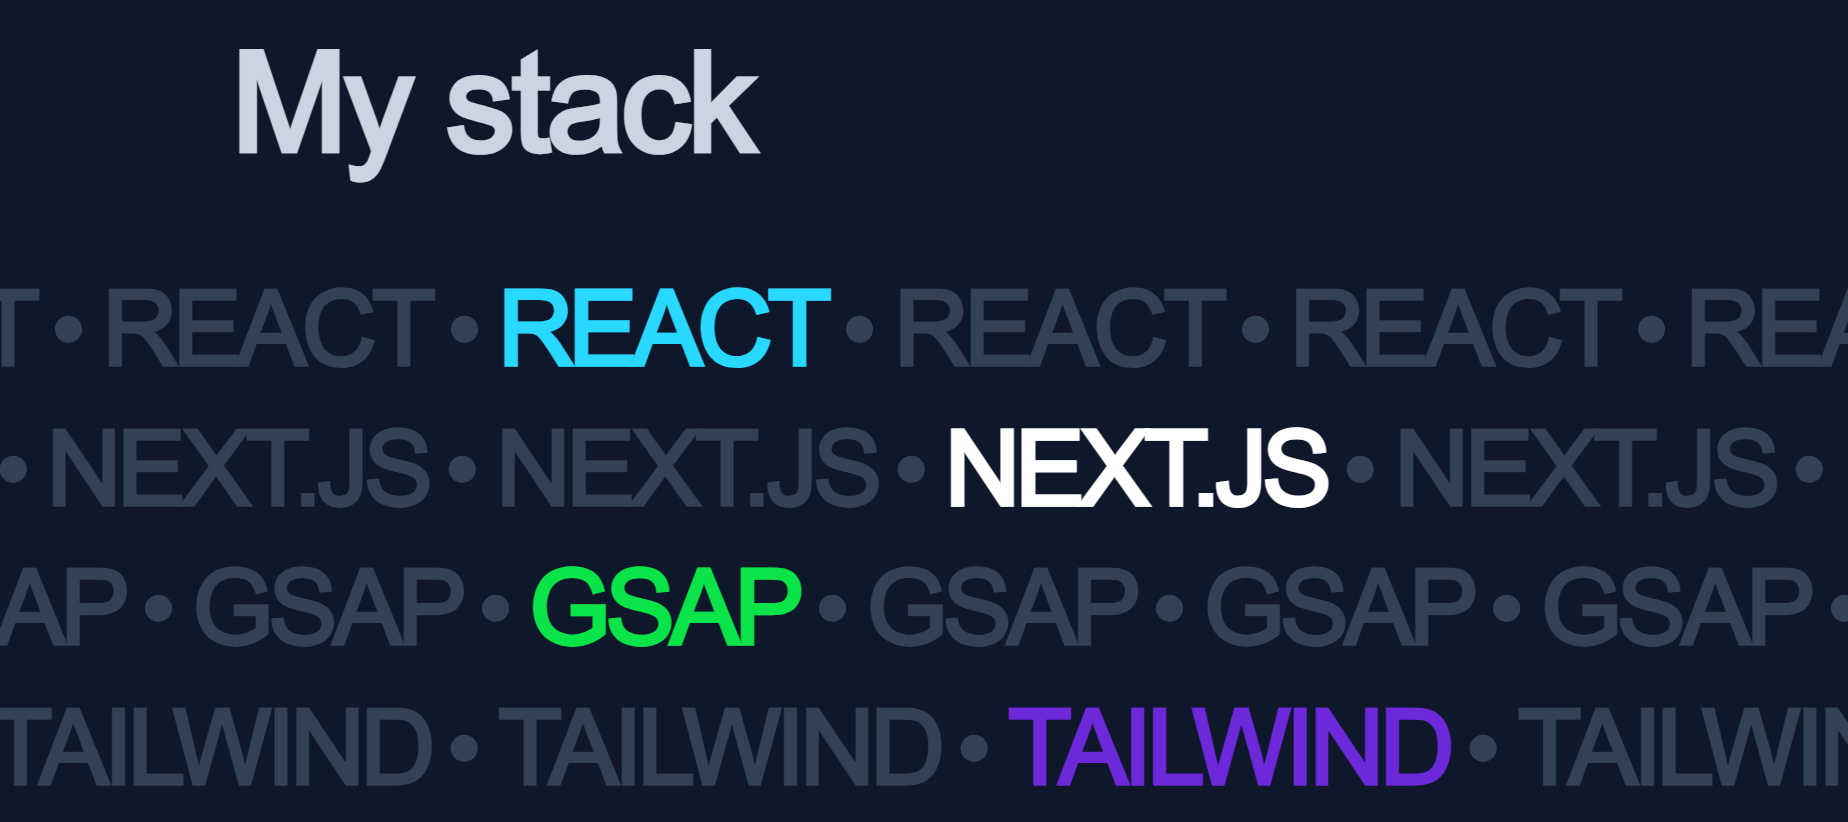 My stack
T • REACT • REACT • REACT • REACT • REA
• NEXT.JS • NEXT.JS • NEXT.JS • NEXT.JS •
AP • GSAP • GSAP • GSAP • GSAP • GSAP •
TAILWIND • TAILWIND • TAILWIND • TAILWIN